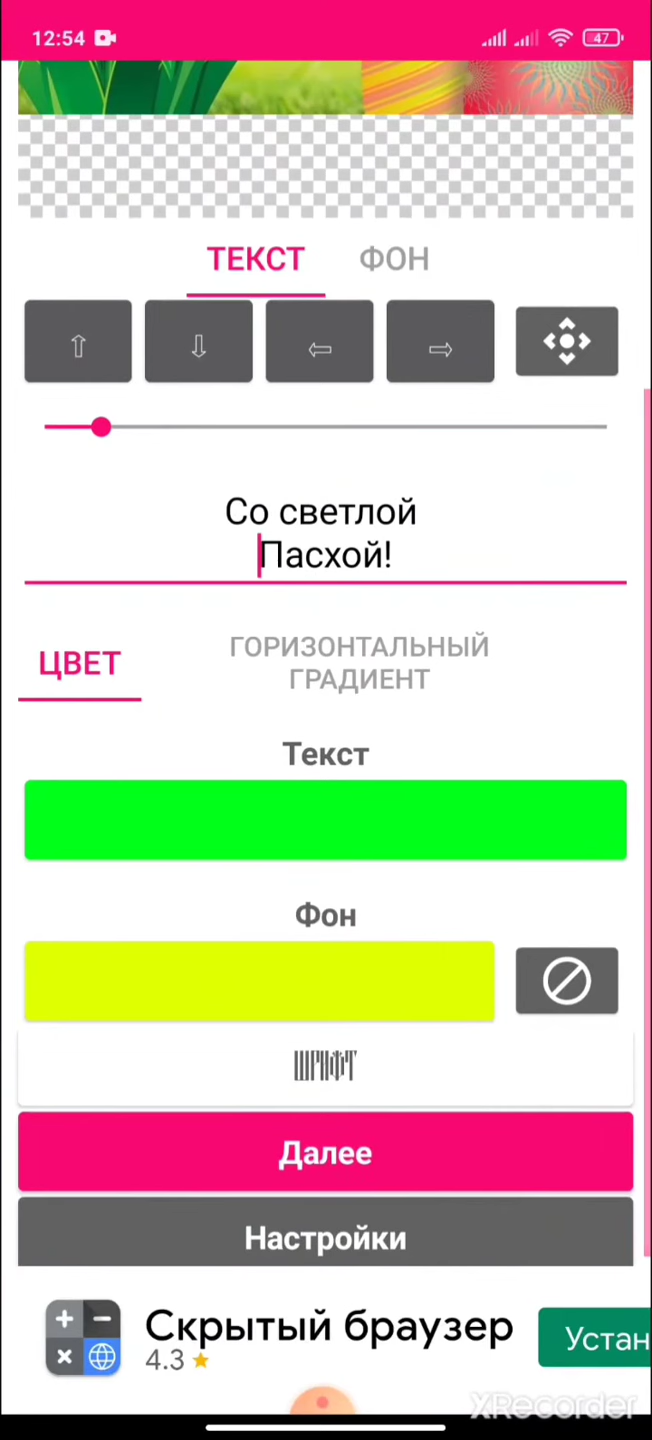 12:54 47
ТЕКСТ ФОН
⇧ ⇩ ⇦ ⇨
Со светлой
Пасхой!
ЦВЕТ
ГОРИЗОНТАЛЬНЫЙ
ГРАДИЕНТ
Текст
Фон
ШРИФТ
Далее
Настройки
Скрытый браузер
4.3 ★
Устан
XRecorder